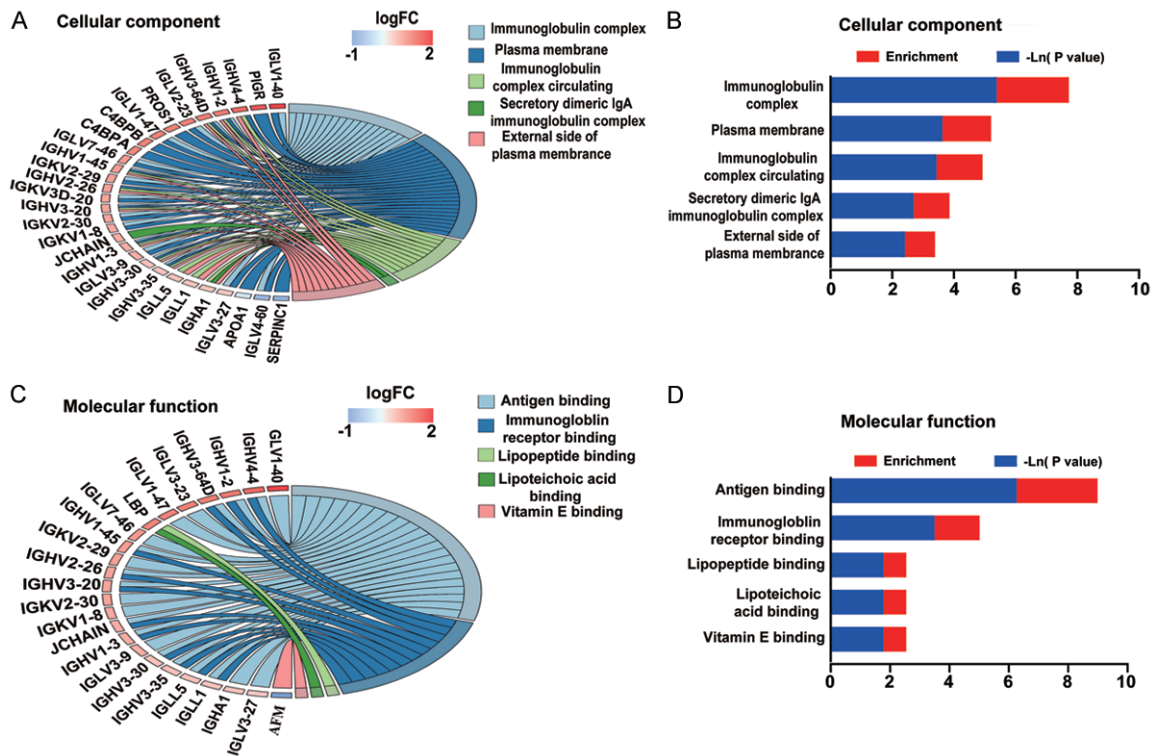 A
Cellular component
logFC
-1
2
Immunoglobulin complex
Plasma membrane
Immunoglobulin
complex circulating
Secretory dimeric IgA
immunoglobulin complex
External side of
plasma membrance
IGLV1-40
PIGR
IGHV4-4
IGHV1-2
IGHV3-64D
IGLV2-23
PROS1
IGLV1-47
C4BPB
C4BPA
IGLV7-46
IGHV1-45
IGKV2-29
IGHV2-26
IGKV3D-20
IGHV3-20
IGKV2-30
IGKV1-8
JCHAIN
IGHV1-3
IGLV3-9
IGHV3-30
IGHV3-35
IGLL5
IGLL1
IGHA1
IGLV3-27
APOA1
IGLV4-60
SERPINC1
B
Cellular component
Enrichment
-Ln( P value)
Immunoglobulin
complex
Plasma membrane
Immunoglobulin
complex circulating
Secretory dimeric IgA
immunoglobulin complex
External side of
plasma membrance
0 2 4 6 8 10
C
Molecular function
logFC
-1
2
Antigen binding
Immunogloblin
receptor binding
Lipopeptide binding
Lipoteichoic acid
binding
Vitamin E binding
GLV1-40
IGHV4-4
IGHV1-2
IGHV3-64D
IGLV3-23
IGLV1-47
LBP
IGLV7-46
IGHV1-45
IGKV2-29
IGHV2-26
IGHV3-20
IGKV2-30
IGKV1-8
JCHAIN
IGHV1-3
IGLV3-9
IGHV3-30
IGHV3-35
IGLL5
IGLL1
IGHA1
IGLV3-27
AFM
D
Molecular function
Enrichment
-Ln( P value)
Antigen binding
Immunogloblin
receptor binding
Lipopeptide binding
Lipoteichoic
acid binding
Vitamin E binding
0 2 4 6 8 10